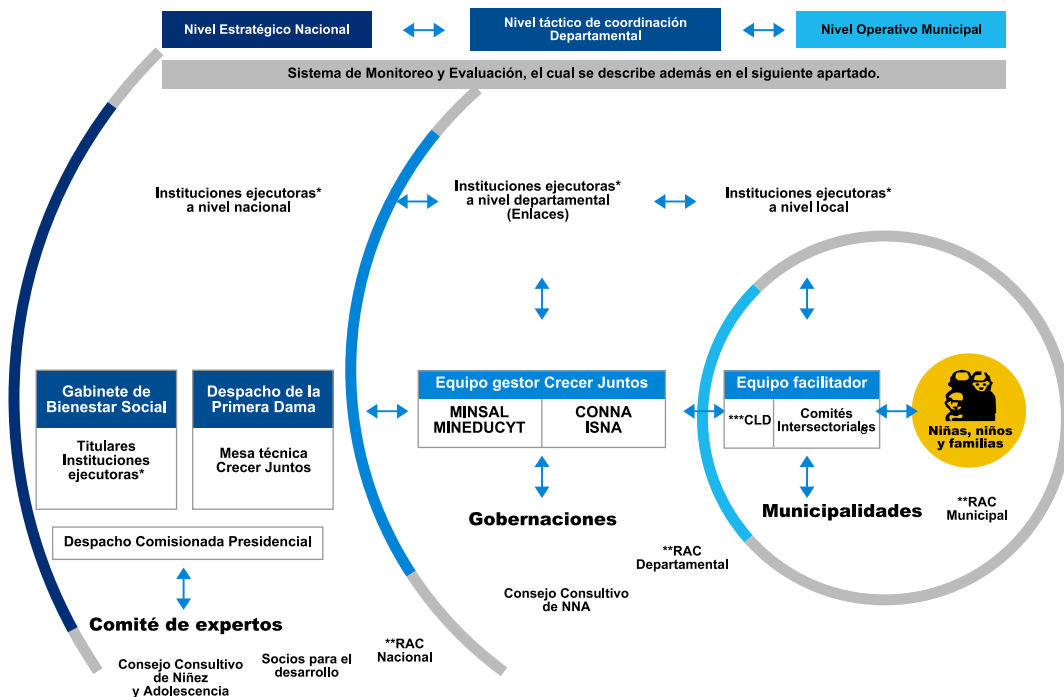 Nivel Estratégico Nacional
Nivel táctico de coordinación
Departamental
Nivel Operativo Municipal
Sistema de Monitoreo y Evaluación, el cual se describe además en el siguiente apartado.
Instituciones ejecutoras*
a nivel nacional
Instituciones ejecutoras*
a nivel departamental
(Enlaces)
Instituciones ejecutoras*
a nivel local
Gabinete de
Bienestar Social
Titulares
Instituciones
ejecutoras*
Despacho de la
Primera Dama
Mesa técnica
Crecer Juntos
Equipo gestor Crecer Juntos
MINSAL
MINEDUCYT
CONNA
ISNA
Equipo facilitador
***CLD
Comités
Intersectoriales
6
Niñas, niños
y familias
Despacho Comisionada Presidencial
Gobernaciones
Municipalidades
**RAC
Municipal
**RAC
Departamental
Consejo Consultivo
de NNA
Comité de expertos
Consejo Consultivo
de Niñez
y Adolescencia
Socios para el
desarrollo
**RAC
Nacional